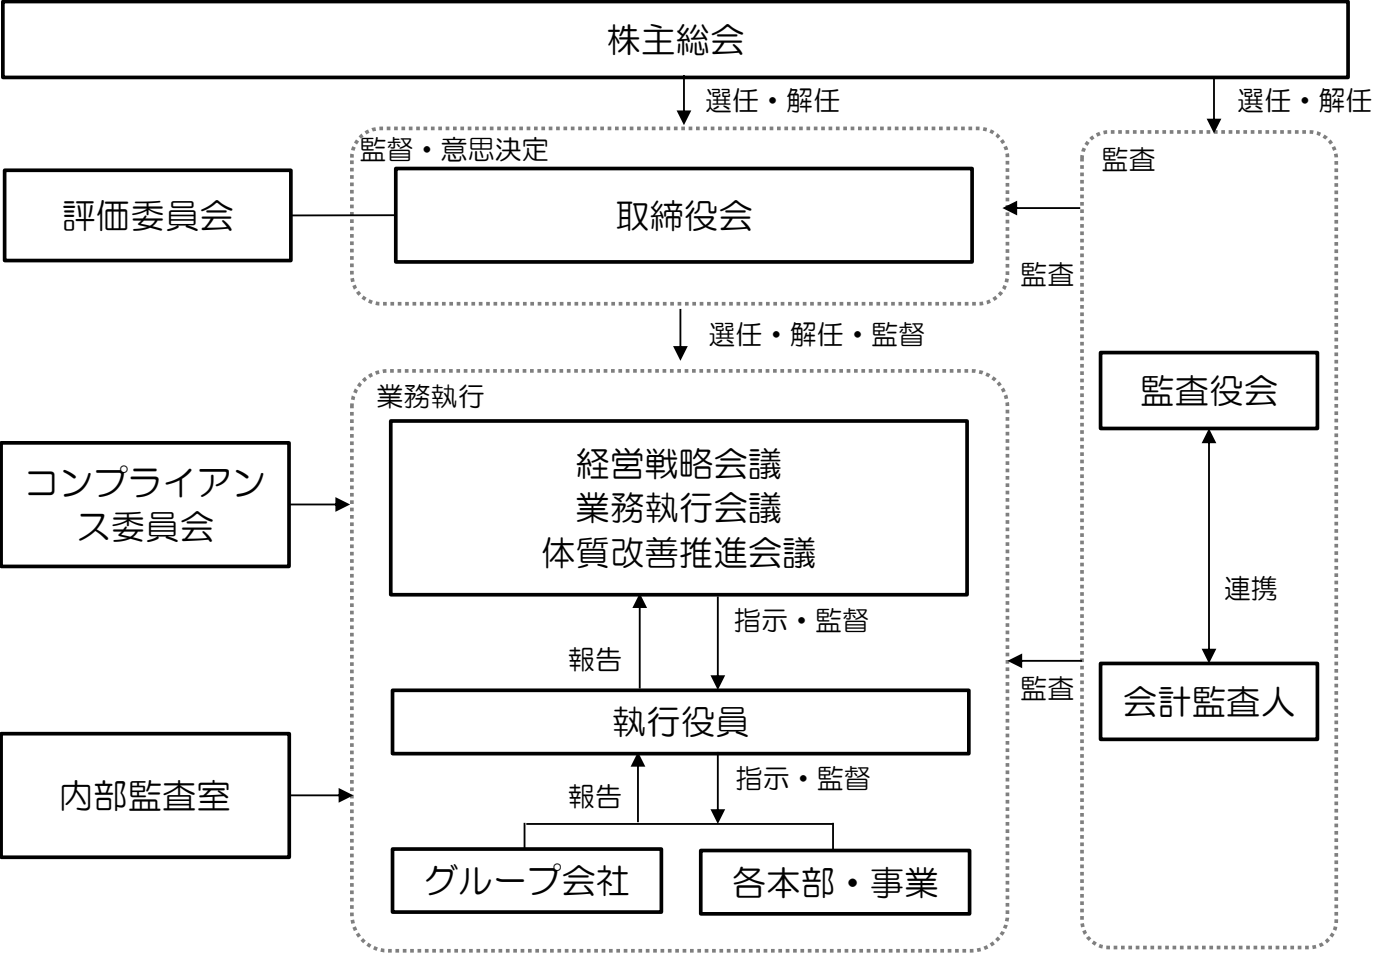 株主総会
選任・解任
選任・解任
監督・意思決定
監査
評価委員会
取締役会
監査
選任・解任・監督
監査役会
業務執行
経営戦略会議
業務執行会議
体質改善推進会議
コンプライアン
ス委員会
連携
指示・監督
報告
監査
会計監査人
執行役員
内部監査室
指示・監督
報告
グループ会社
各本部・事業